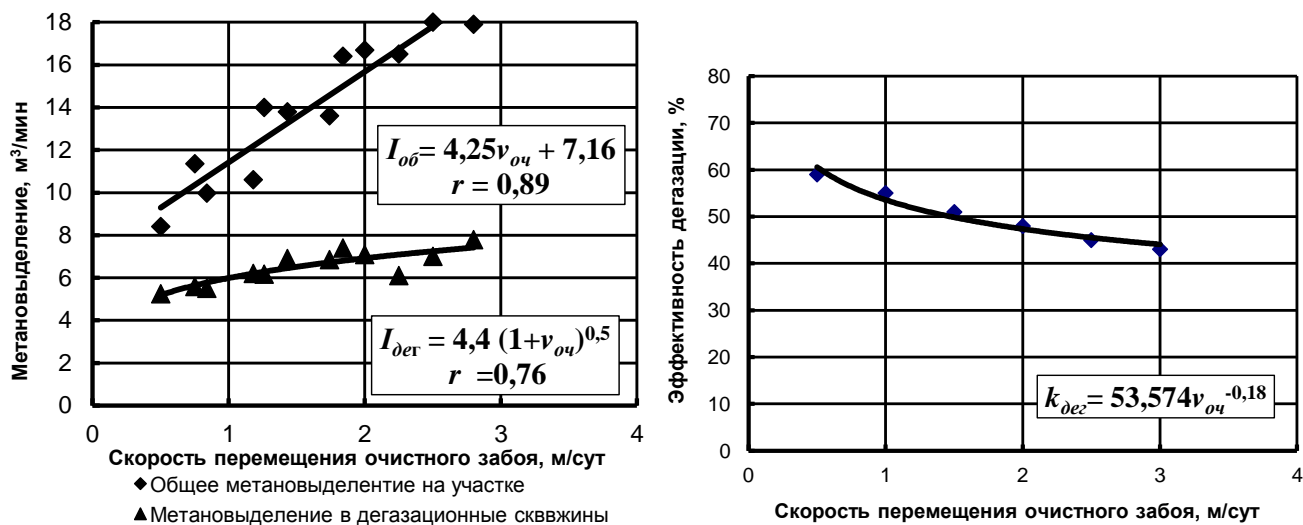 Метановыделение, м³/мин
18
16
14
12
10
8
6
4
2
0
0 1 2 3 4
I_об = 4,25v_оч + 7,16
r = 0,89
I_дег = 4,4 (1+v_оч)^0,5
r =0,76
Скорость перемещения очистного забоя, м/сут
◆Общее метановыделентие на участке
▲Метановыделение в дегазационные сквважины
Эффективность дегазации, %
80
70
60
50
40
30
20
10
0
0 1 2 3 4
k_дег = 53,574v_оч^-0,18
Скорость перемещения очистного забоя, м/сут